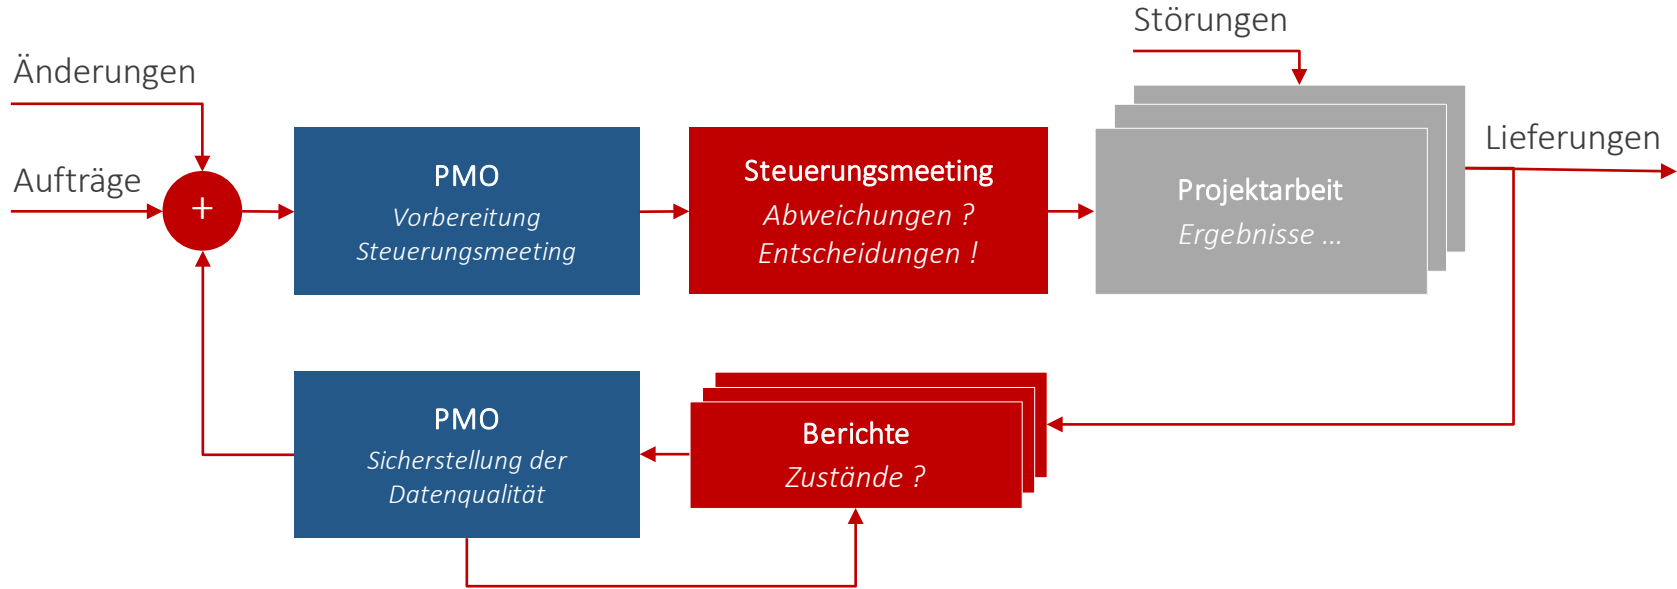 Störungen
Änderungen
Aufträge
+
PMO
Vorbereitung
Steuerungsmeeting
Steuerungsmeeting
Abweichungen ?
Entscheidungen !
Projektarbeit
Ergebnisse ...
Lieferungen
PMO
Sicherstellung der
Datenqualität
Berichte
Zustände ?